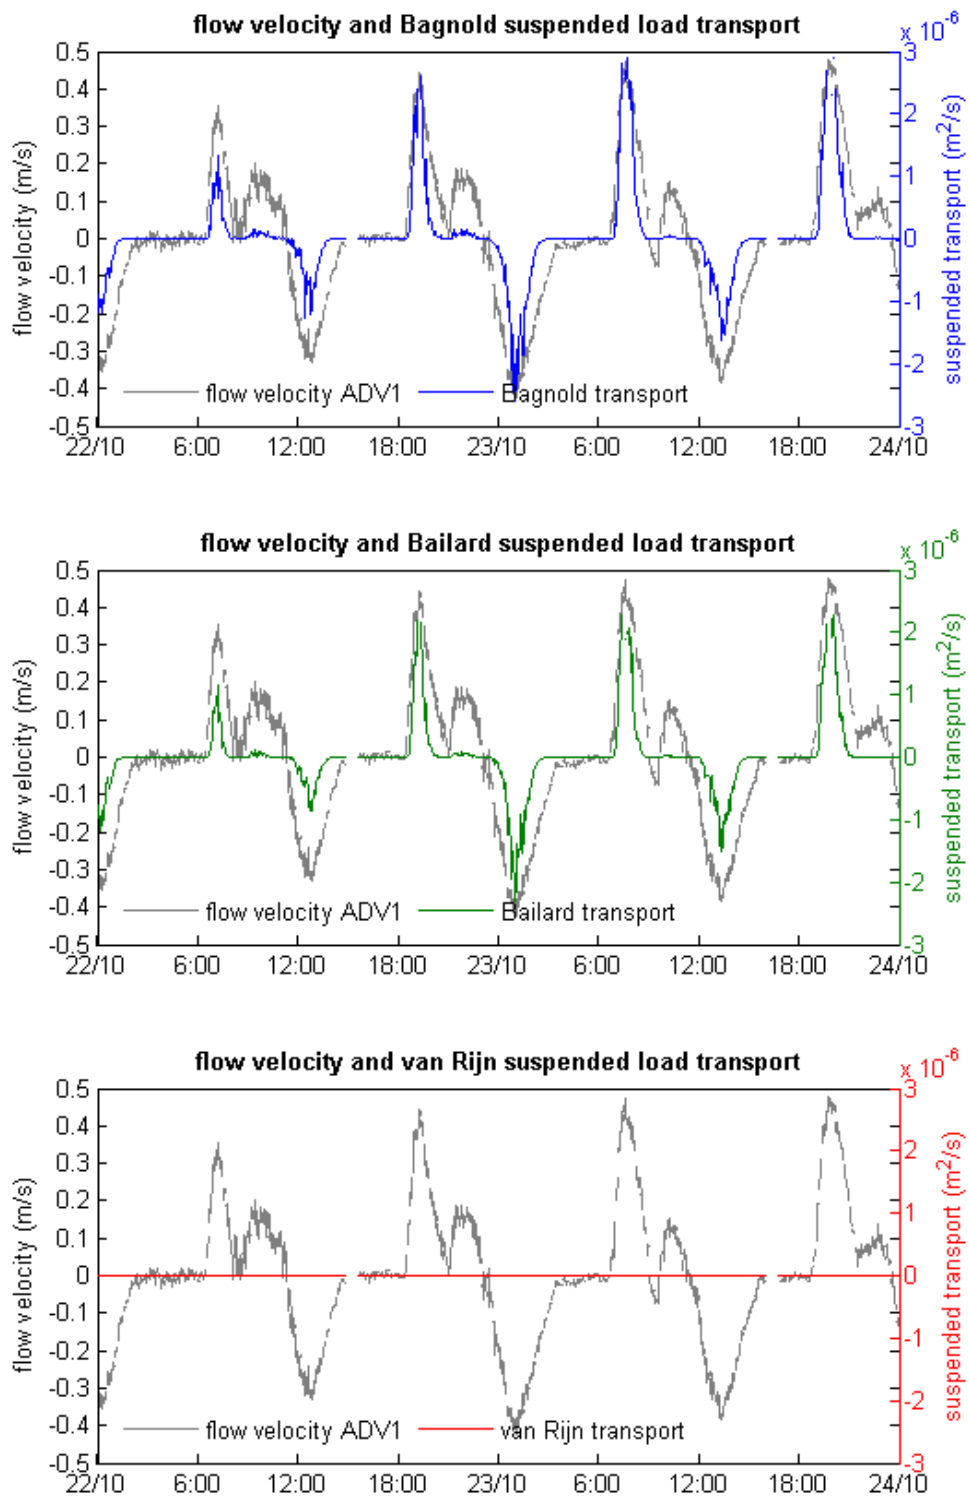 flow velocity and Bagnold suspended load transport
x 10^-6
0.5
0.4
0.3
0.2
0.1
0
-0.1
-0.2
-0.3
-0.4
-0.5
flow velocity (m/s)
3
2
1
0
-1
-2
-3
suspended transport (m²/s)
flow velocity ADV1
Bagnold transport
22/10 6:00 12:00 18:00 23/10 6:00 12:00 18:00 24/10
flow velocity and Bailard suspended load transport
x 10^-6
0.5
0.4
0.3
0.2
0.1
0
-0.1
-0.2
-0.3
-0.4
-0.5
flow velocity (m/s)
3
2
1
0
-1
-2
-3
suspended transport (m²/s)
flow velocity ADV1
Bailard transport
22/10 6:00 12:00 18:00 23/10 6:00 12:00 18:00 24/10
flow velocity and van Rijn suspended load transport
x 10^-6
0.5
0.4
0.3
0.2
0.1
0
-0.1
-0.2
-0.3
-0.4
-0.5
flow velocity (m/s)
3
2
1
0
-1
-2
-3
suspended transport (m²/s)
flow velocity ADV1
van Rijn transport
22/10 6:00 12:00 18:00 23/10 6:00 12:00 18:00 24/10